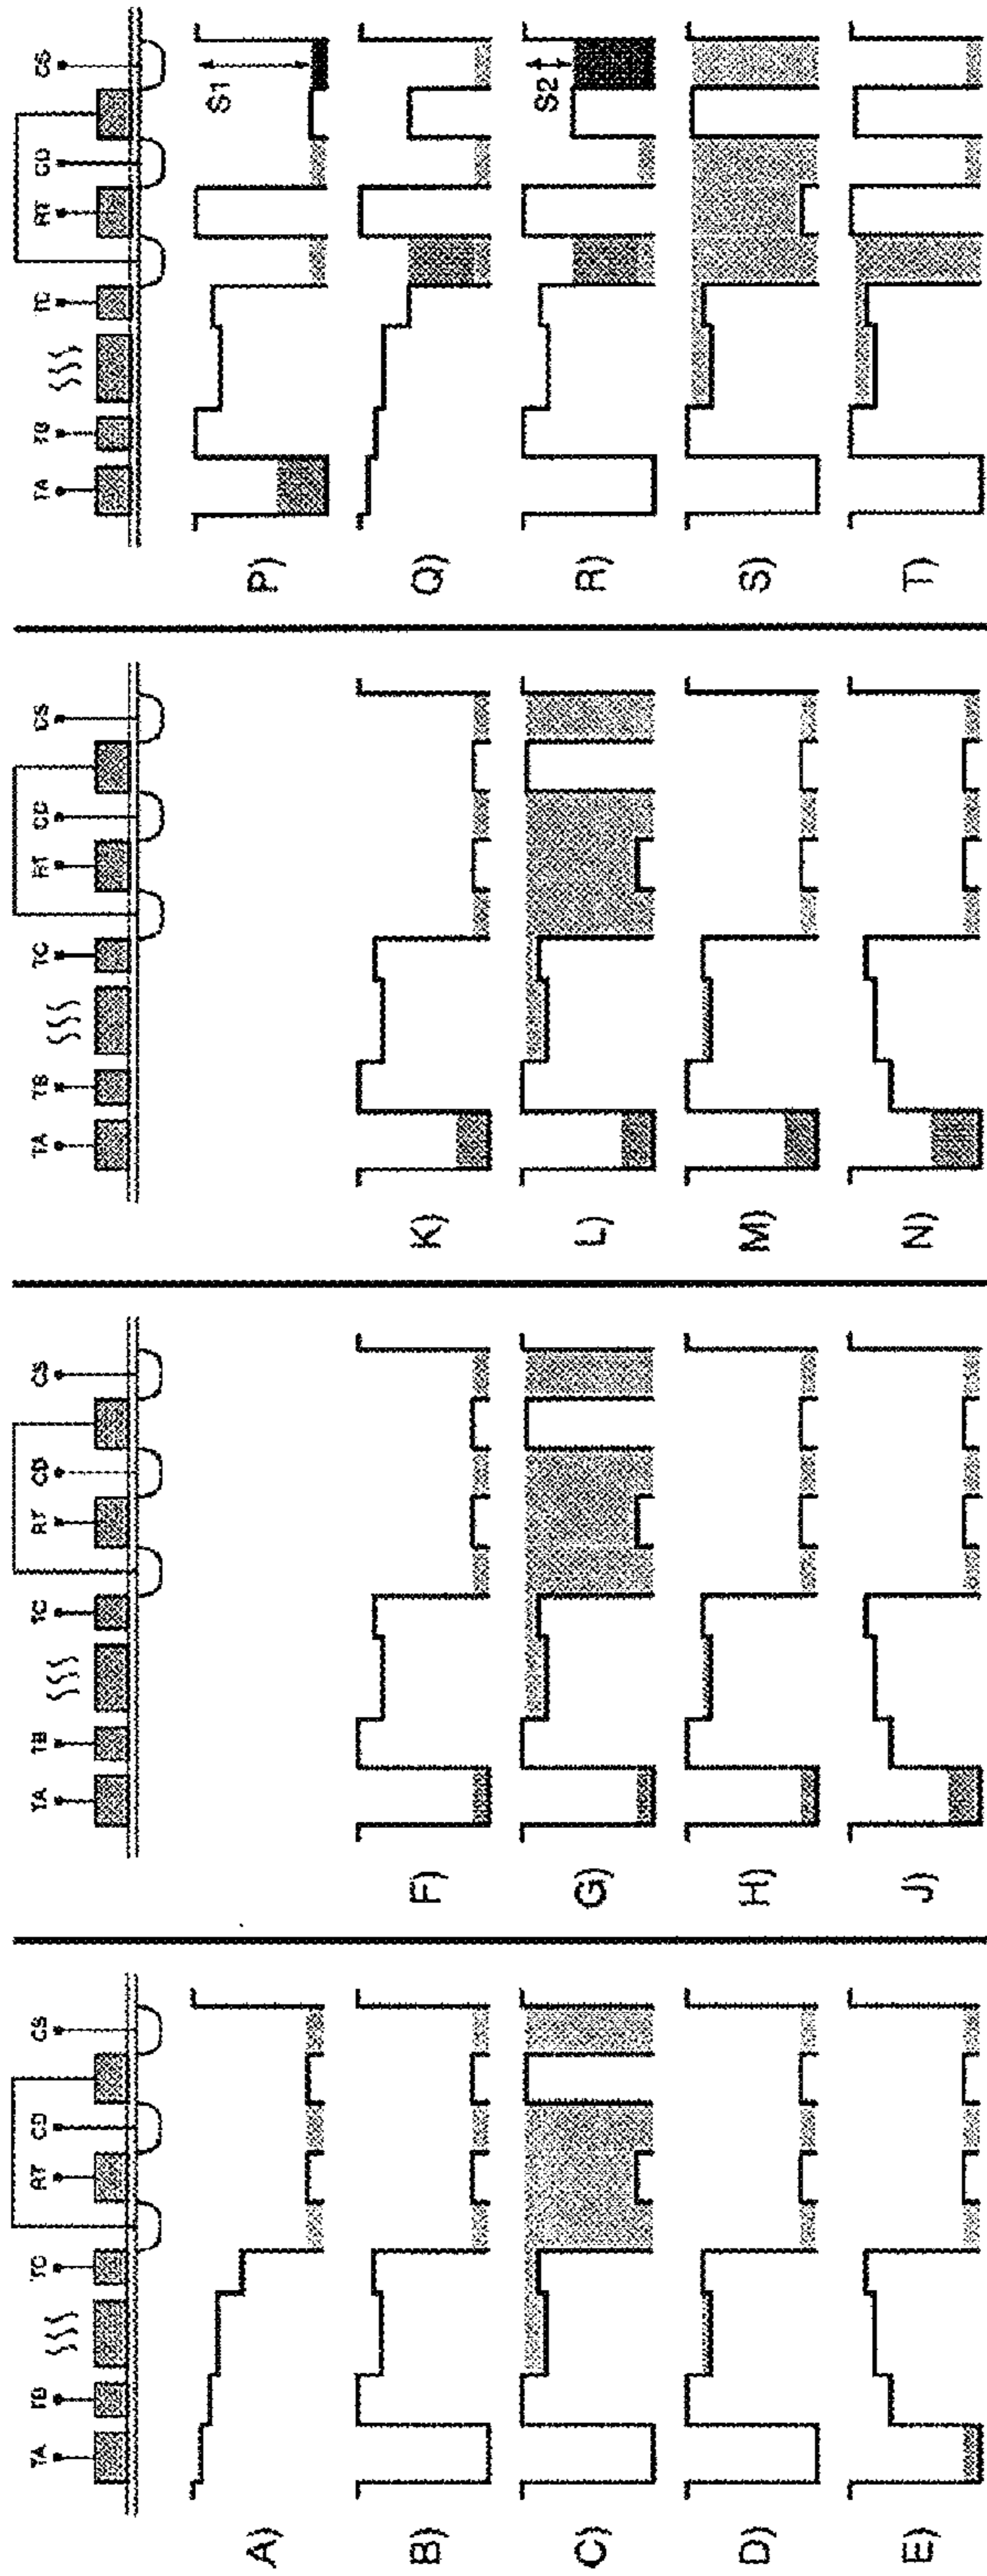 TA TB TC RT CD CS
A)
B)
C)
D)
E)
TA TB TC RT CD CS
F)
G)
H)
J)
TA TB TC RT CD CS
K)
L)
M)
N)
TA TB TC RT CD CS
P)
S1
Q)
R)
S2
S)
T)